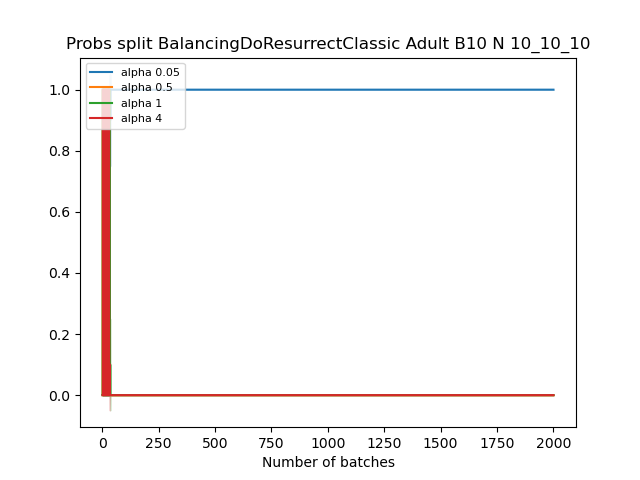 Probs split BalancingDoResurrectClassic Adult B10 N 10_10_10
alpha 0.05
alpha 0.5
alpha 1
alpha 4
1.0
0.8
0.6
0.4
0.2
0.0
0 250 500 750 1000 1250 1500 1750 2000
Number of batches